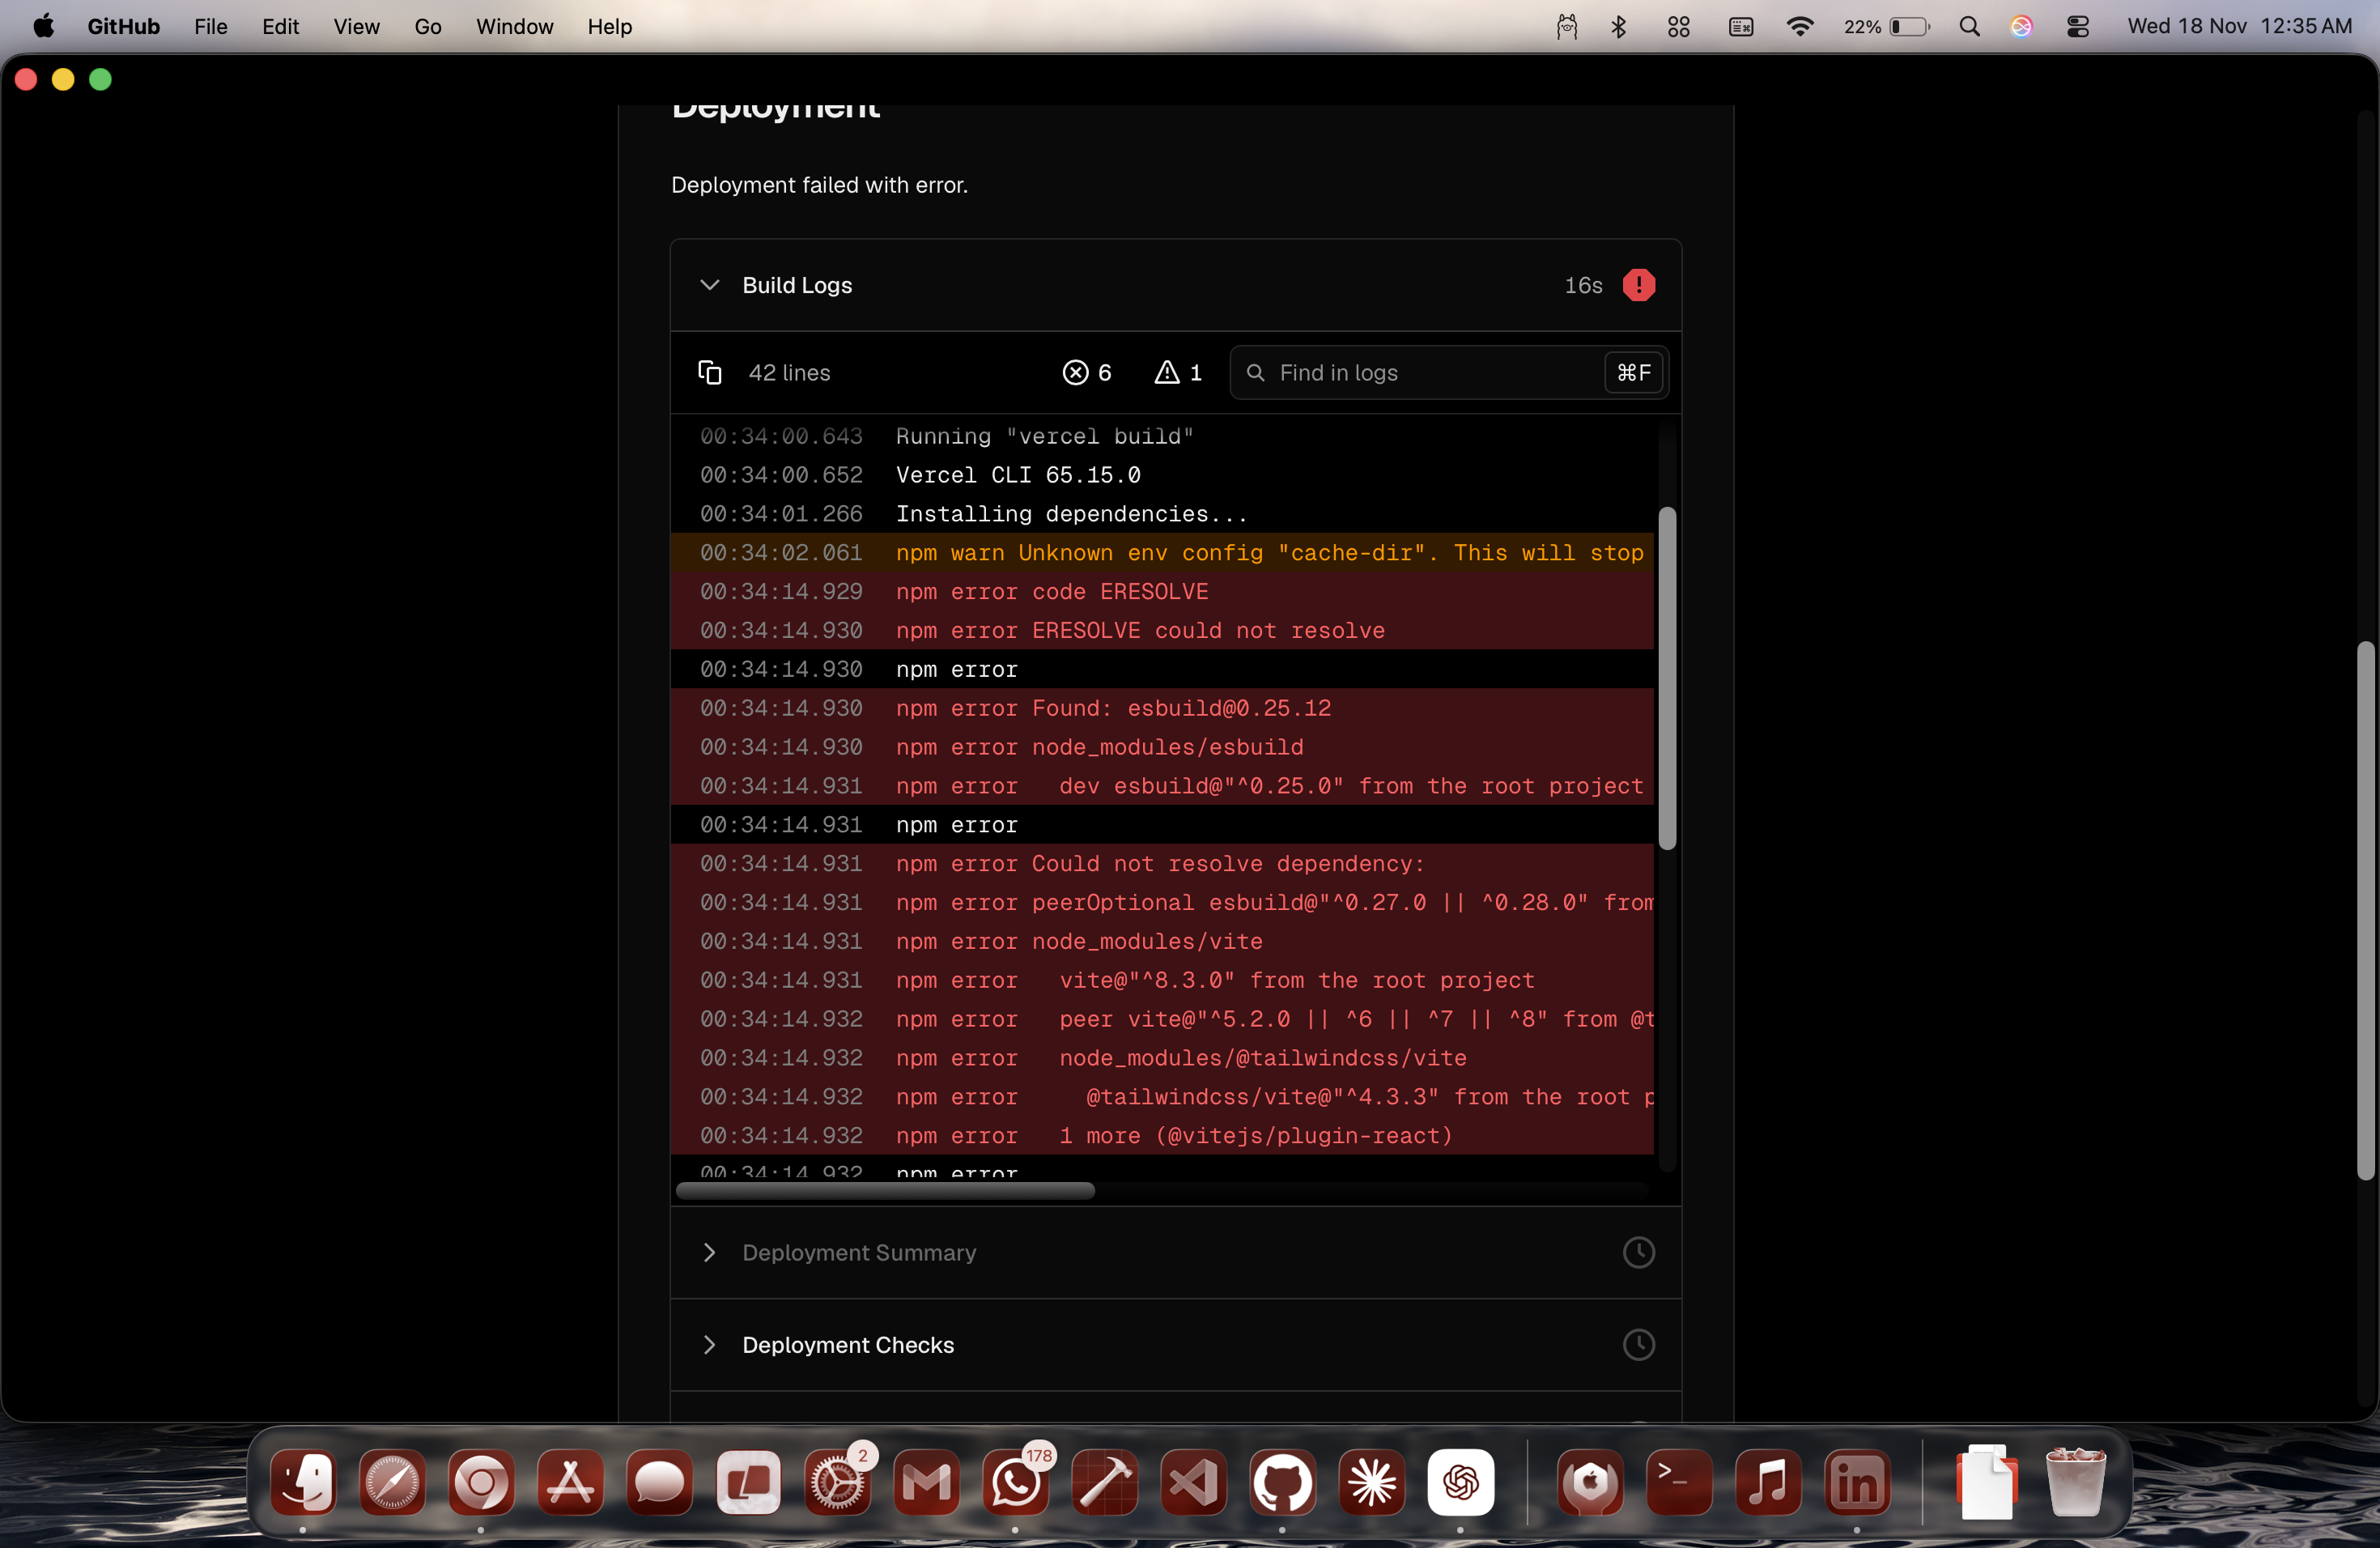 GitHub File Edit View Go Window Help 22% Wed 18 Nov 12:35 AM
Deployment
Deployment failed with error.
Build Logs 16s
42 lines 6 1 Find in logs ⌘F
00:34:00.643 Running "vercel build"
00:34:00.652 Vercel CLI 65.15.0
00:34:01.266 Installing dependencies...
00:34:02.061 npm warn Unknown env config "cache-dir". This will stop
00:34:14.929 npm error code ERESOLVE
00:34:14.930 npm error ERESOLVE could not resolve
00:34:14.930 npm error
00:34:14.930 npm error Found: esbuild@0.25.12
00:34:14.930 npm error node_modules/esbuild
00:34:14.931 npm error   dev esbuild@"^0.25.0" from the root project
00:34:14.931 npm error
00:34:14.931 npm error Could not resolve dependency:
00:34:14.931 npm error peerOptional esbuild@"^0.27.0 || ^0.28.0" from
00:34:14.931 npm error node_modules/vite
00:34:14.931 npm error   vite@"^8.3.0" from the root project
00:34:14.932 npm error   peer vite@"^5.2.0 || ^6 || ^7 || ^8" from @t
00:34:14.932 npm error   node_modules/@tailwindcss/vite
00:34:14.932 npm error     @tailwindcss/vite@"^4.3.3" from the root p
00:34:14.932 npm error   1 more (@vitejs/plugin-react)
00:34:14.932 npm error
Deployment Summary
Deployment Checks
2 178